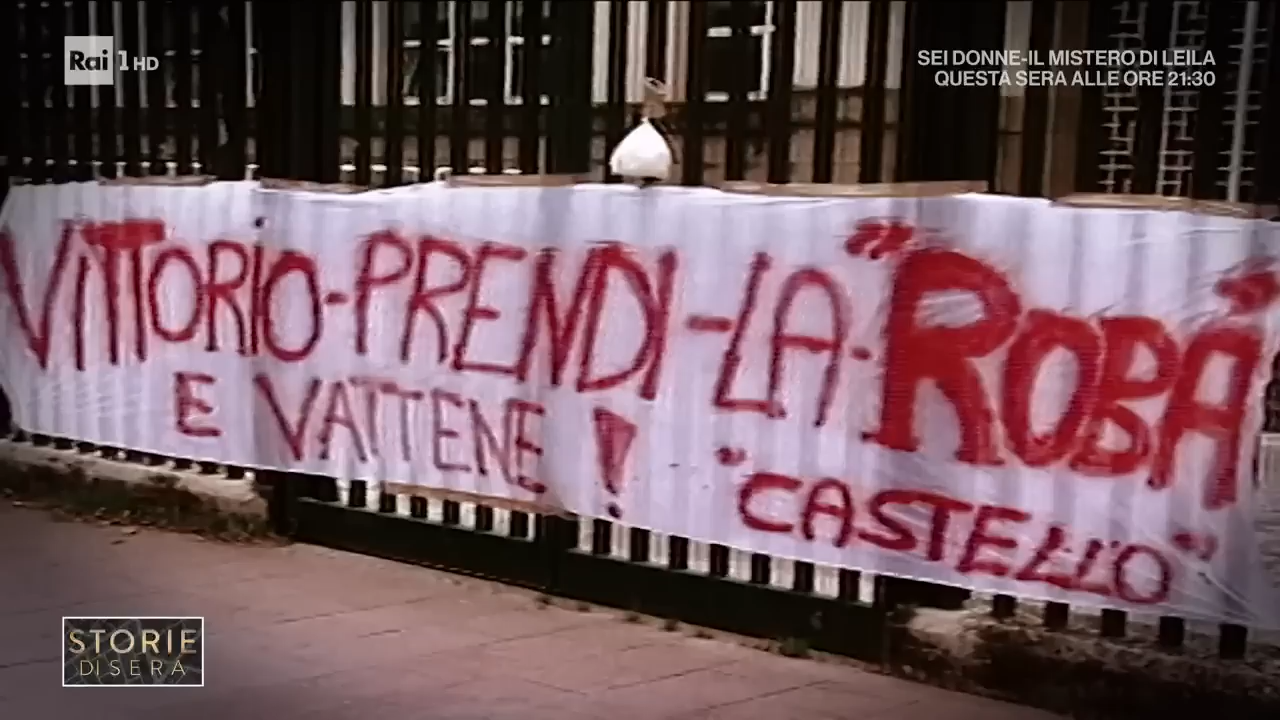 Rai 1 HD
SEI DONNE-IL MISTERO DI LEILA
QUESTA SERA ALLE ORE 21:30
VITTORIO-PRENDI-LA-"ROBA"
E VATTENE!
"CASTELLO"
STORIE
DI SERA